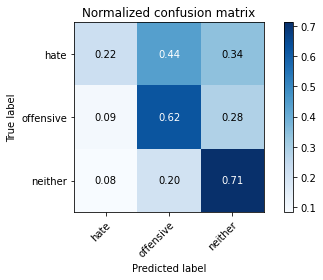 Normalized confusion matrix
True label
hate 0.22 0.44 0.34
offensive 0.09 0.62 0.28
neither 0.08 0.20 0.71
hate offensive neither
Predicted label
0.7
0.6
0.5
0.4
0.3
0.2
0.1